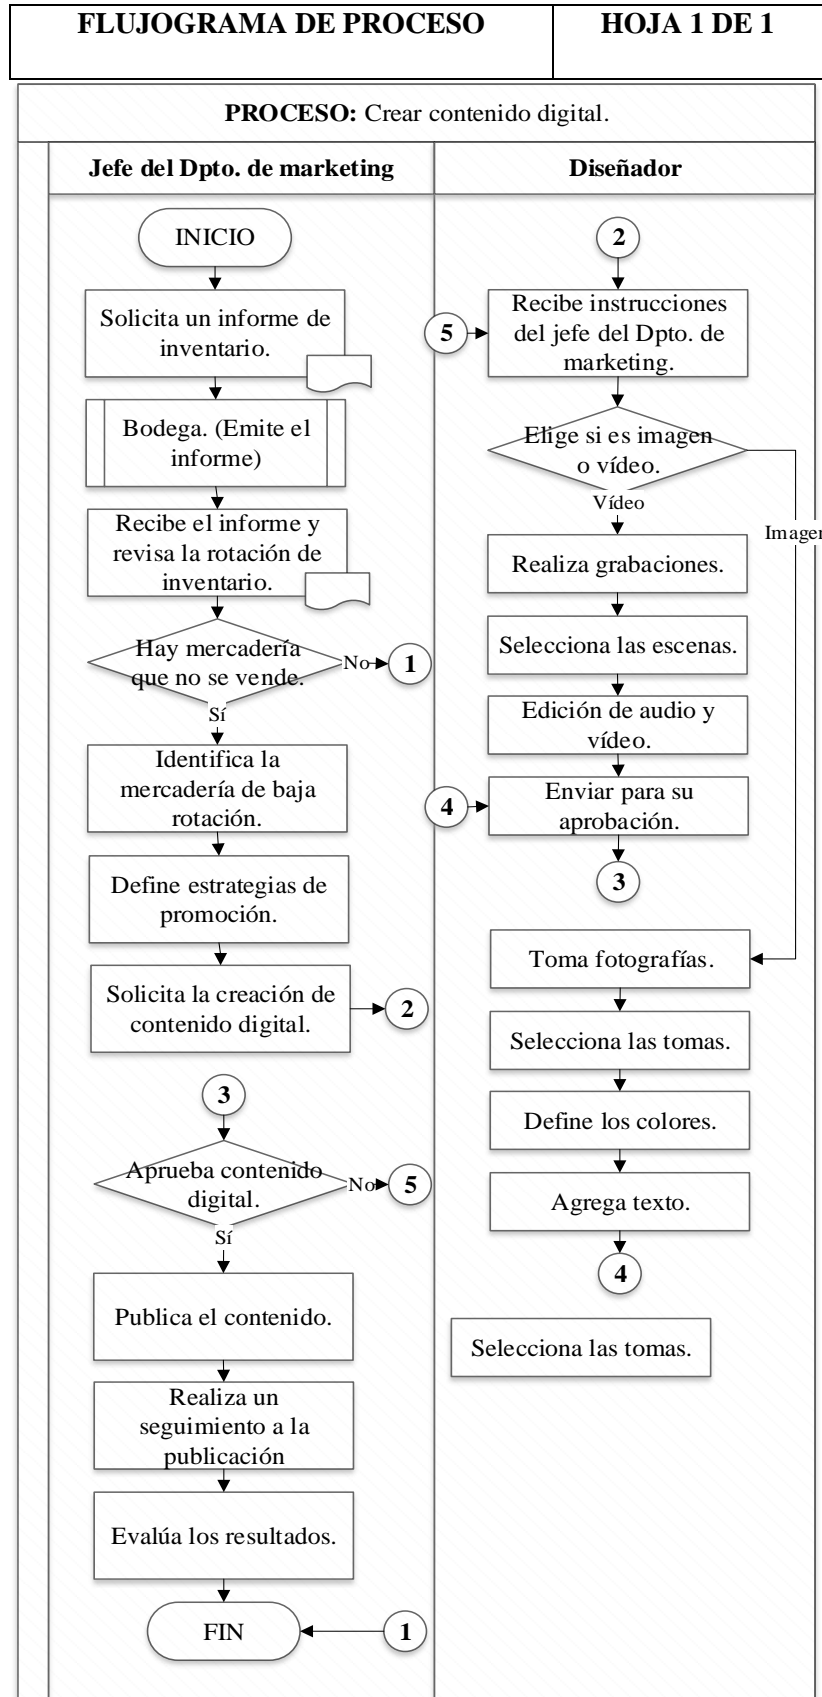 FLUJOGRAMA DE PROCESO
HOJA 1 DE 1
PROCESO: Crear contenido digital.
Jefe del Dpto. de marketing
Diseñador
INICIO
Solicita un informe de
inventario.
Bodega. (Emite el
informe)
Recibe el informe y
revisa la rotación de
inventario.
Hay mercadería
que no se vende.
No
1
Sí
Identifica la
mercadería de baja
rotación.
Define estrategias de
promoción.
Solicita la creación de
contenido digital.
2
3
Aprueba contenido
digital.
No
5
Sí
Publica el contenido.
Realiza un
seguimiento a la
publicación
Evalúa los resultados.
FIN
1
2
5
Recibe instrucciones
del jefe del Dpto. de
marketing.
Elige si es imagen
o vídeo.
Vídeo
Imagen
Realiza grabaciones.
Selecciona las escenas.
Edición de audio y
vídeo.
4
Enviar para su
aprobación.
3
Toma fotografías.
Selecciona las tomas.
Define los colores.
Agrega texto.
4
Selecciona las tomas.